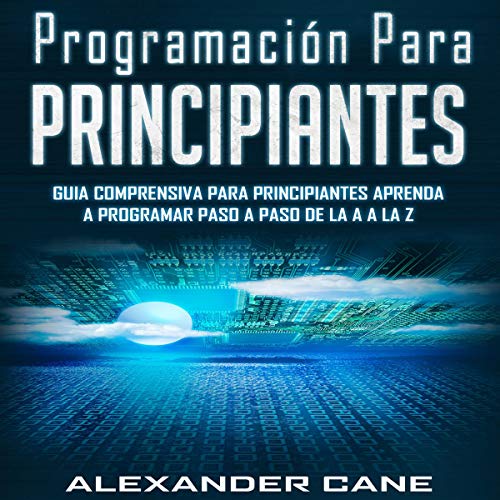 Programación Para
PRINCIPIANTES
GUIA COMPRENSIVA PARA PRINCIPIANTES APRENDA
A PROGRAMAR PASO A PASO DE LA A A LA Z
ALEXANDER CANE